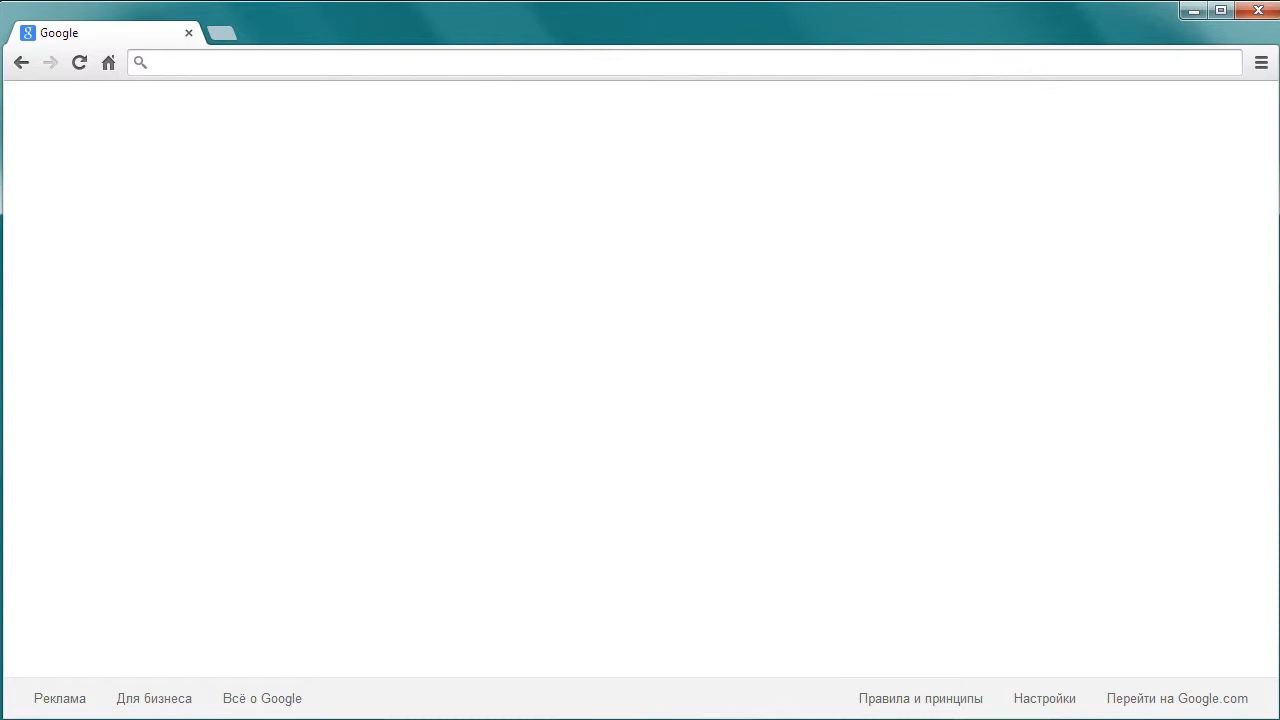 Google
Реклама Для бизнеса Всё о Google Правила и принципы Настройки Перейти на Google.com